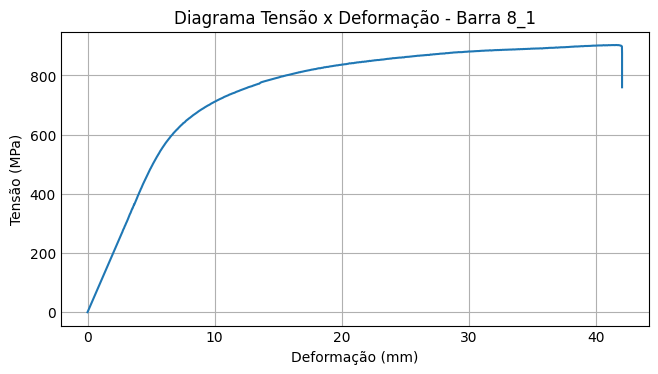 Diagrama Tensão x Deformação - Barra 8_1
Tensão (MPa)
800
600
400
200
0
0 10 20 30 40
Deformação (mm)